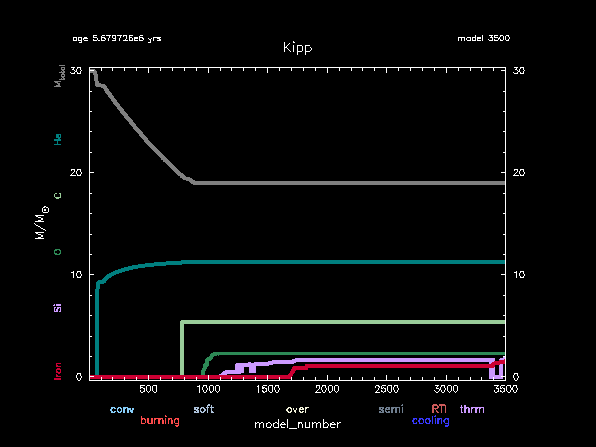 age 5.679726e6 yrs
model 3500
Kipp
30
20
10
0
30
20
10
0
M/M☉
Iron Si O C He M_total
500 1000 1500 2000 2500 3000 3500
model_number
conv burning soft over semi RTI cooling thrm